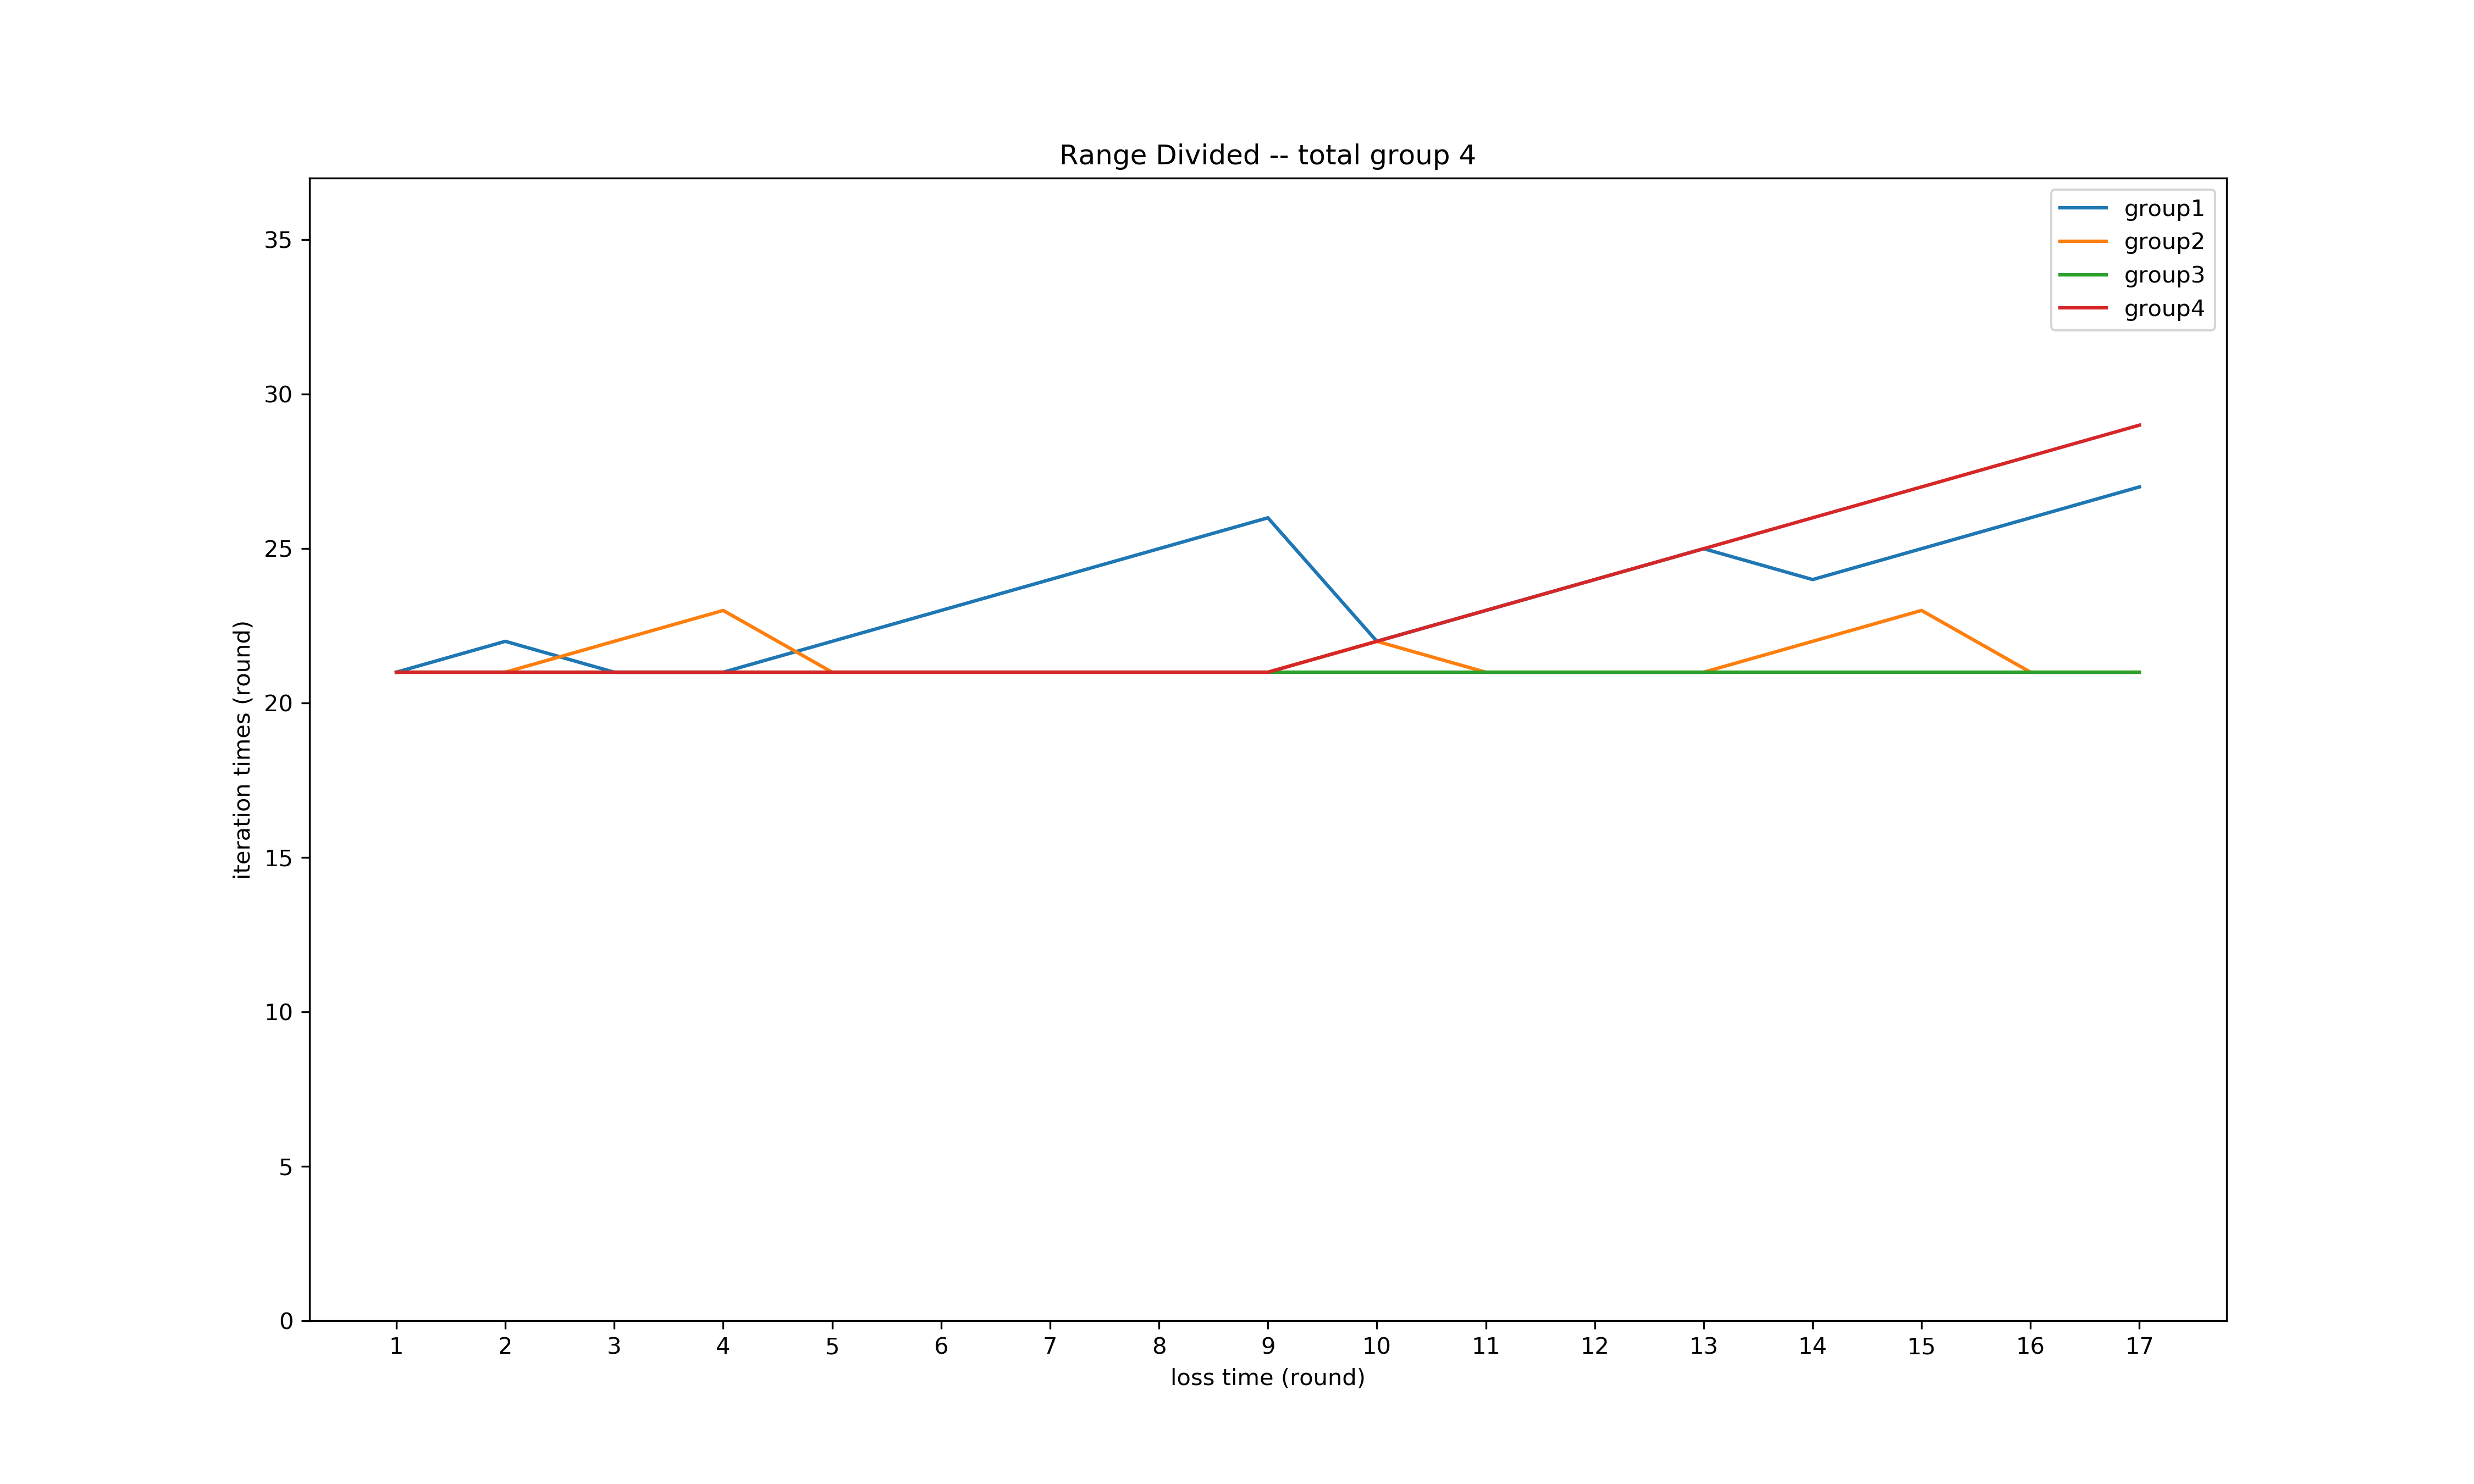 Range Divided -- total group 4
group1
group2
group3
group4
35
30
25
20
15
10
5
0
iteration times (round)
1 2 3 4 5 6 7 8 9 10 11 12 13 14 15 16 17
loss time (round)